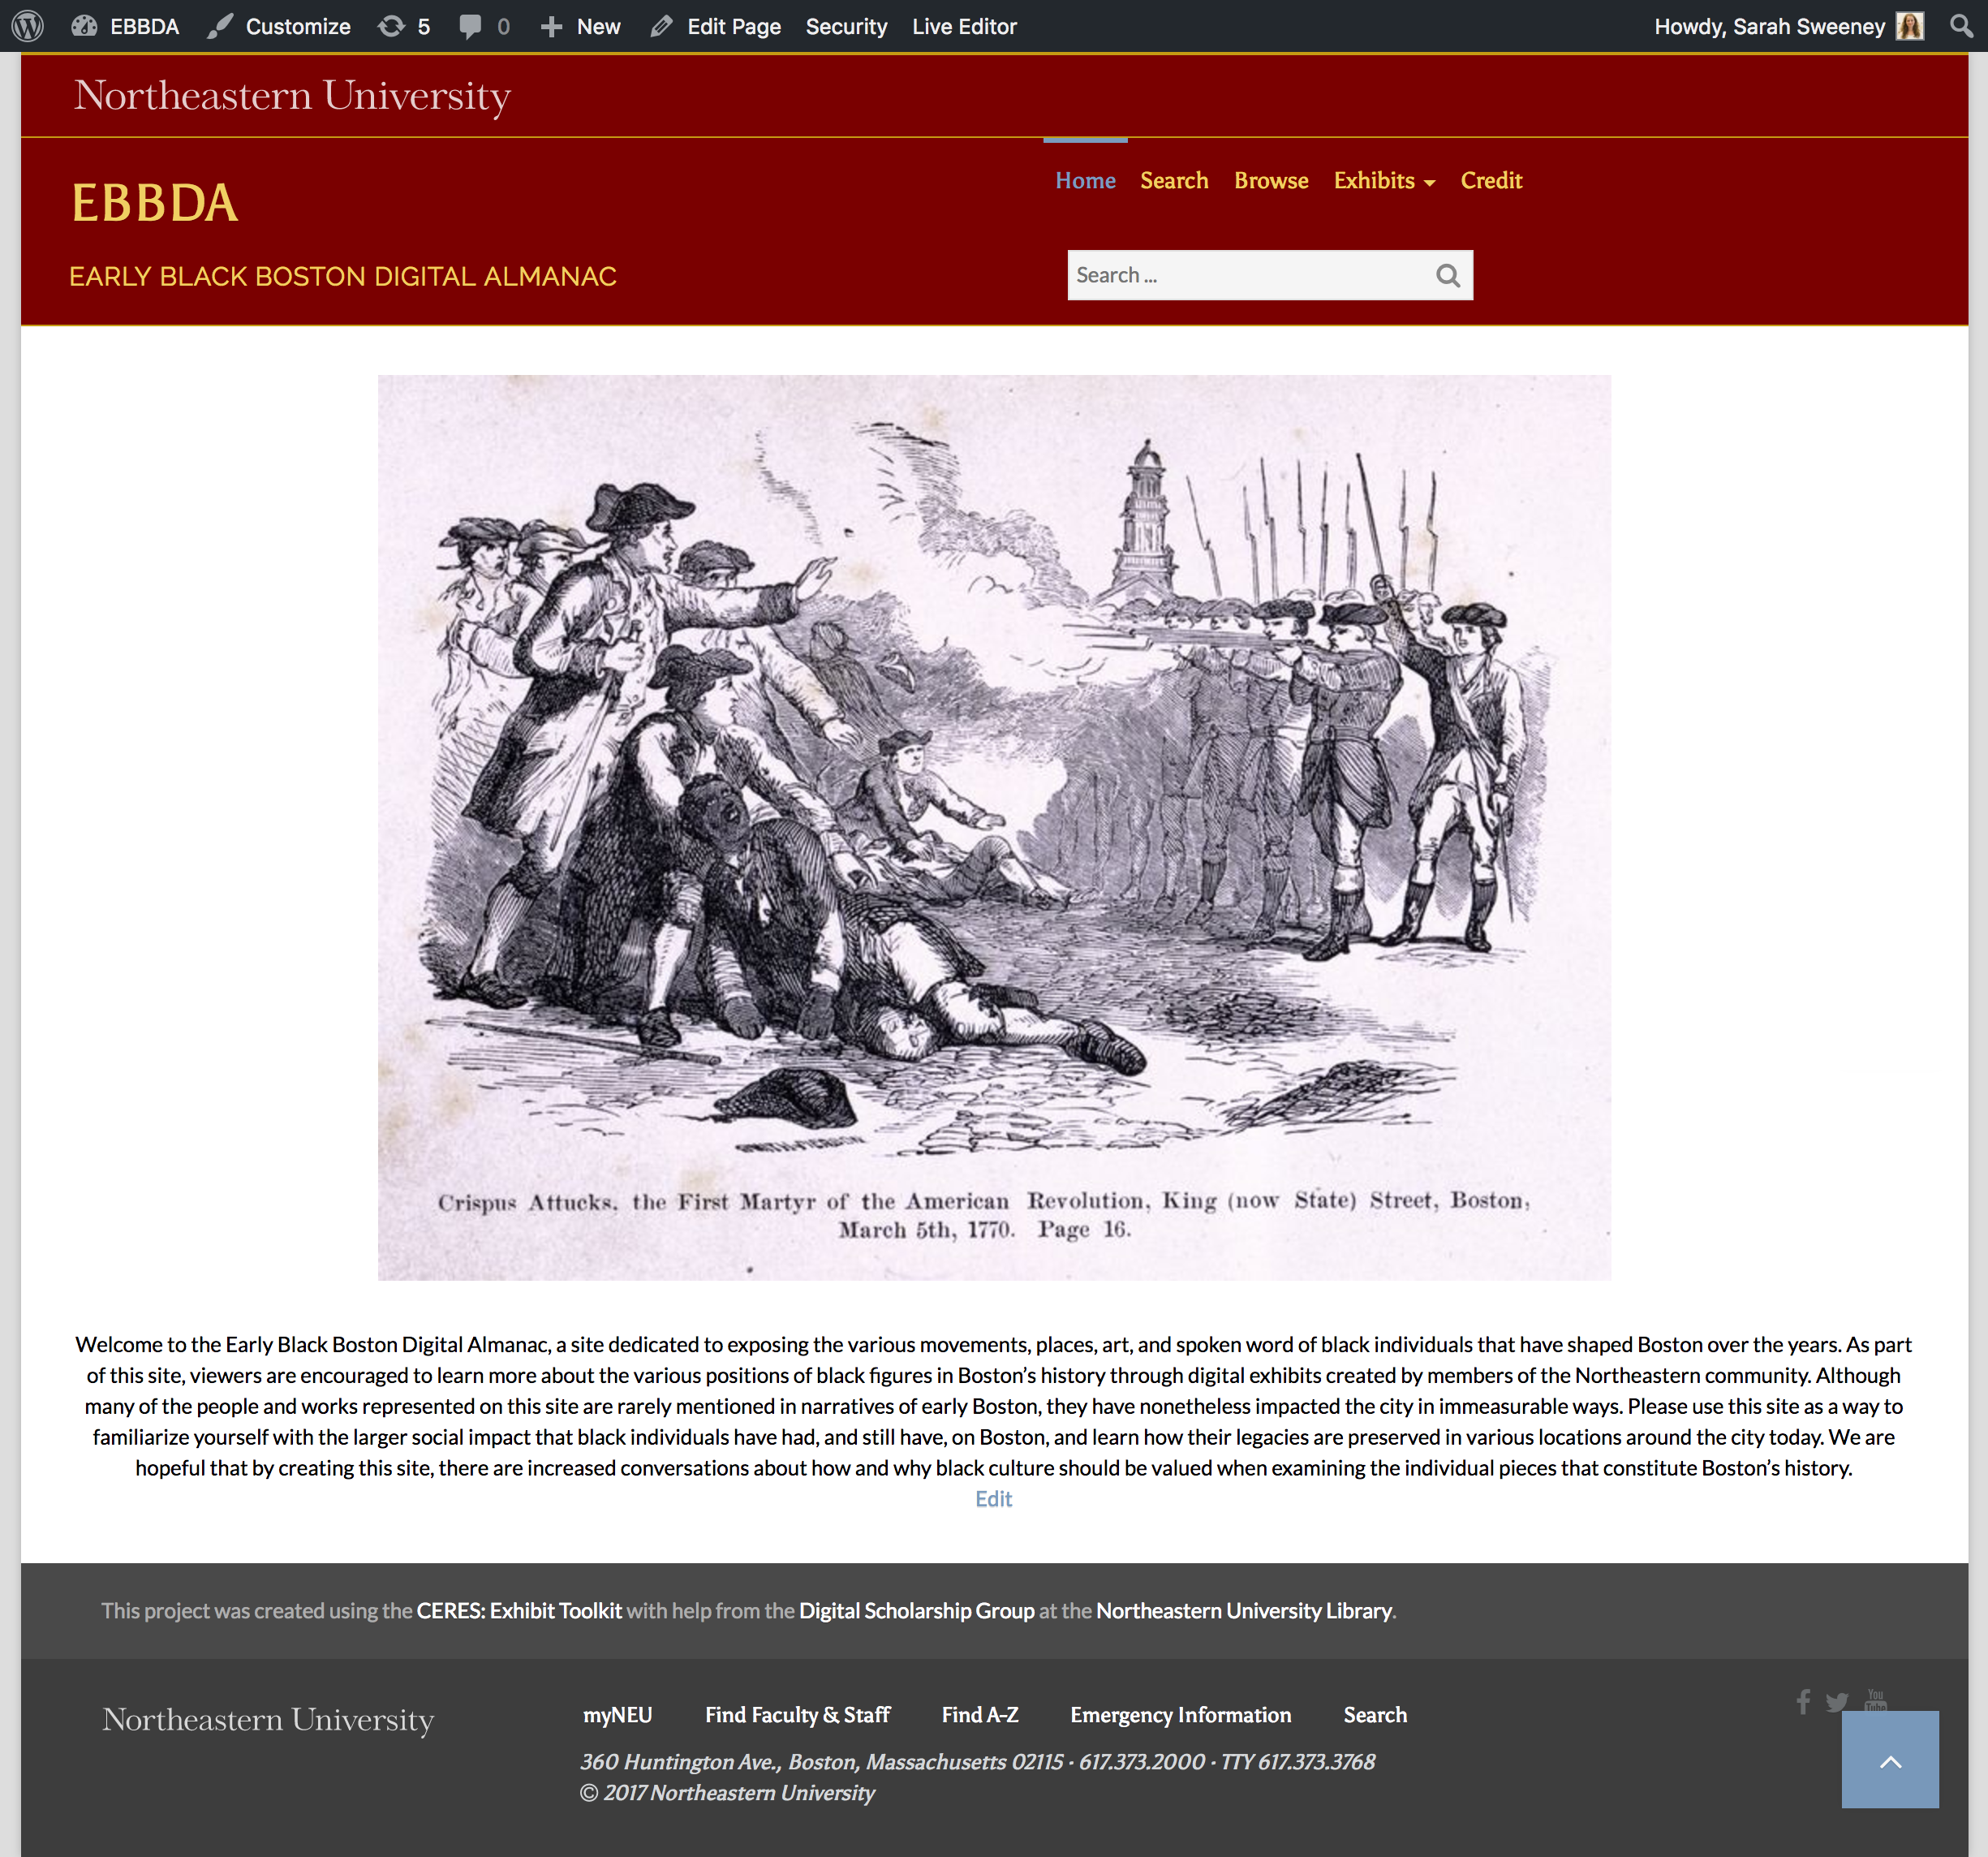 EBBDA Customize 5 0 New Edit Page Security Live Editor Howdy, Sarah Sweeney
Northeastern University
Home Search Browse Exhibits Credit
EBBDA
EARLY BLACK BOSTON DIGITAL ALMANAC
Search ...
Crispus Attucks, the First Martyr of the American Revolution, King (now State) Street, Boston,
March 5th, 1770. Page 16.
Welcome to the Early Black Boston Digital Almanac, a site dedicated to exposing the various movements, places, art, and spoken word of black individuals that have shaped Boston over the years. As part
of this site, viewers are encouraged to learn more about the various positions of black figures in Boston’s history through digital exhibits created by members of the Northeastern community. Although
many of the people and works represented on this site are rarely mentioned in narratives of early Boston, they have nonetheless impacted the city in immeasurable ways. Please use this site as a way to
familiarize yourself with the larger social impact that black individuals have had, and still have, on Boston, and learn how their legacies are preserved in various locations around the city today. We are
hopeful that by creating this site, there are increased conversations about how and why black culture should be valued when examining the individual pieces that constitute Boston’s history.
Edit
This project was created using the CERES: Exhibit Toolkit with help from the Digital Scholarship Group at the Northeastern University Library.
Northeastern University
myNEU Find Faculty & Staff Find A-Z Emergency Information Search
You
360 Huntington Ave., Boston, Massachusetts 02115 · 617.373.2000 · TTY 617.373.3768
© 2017 Northeastern University